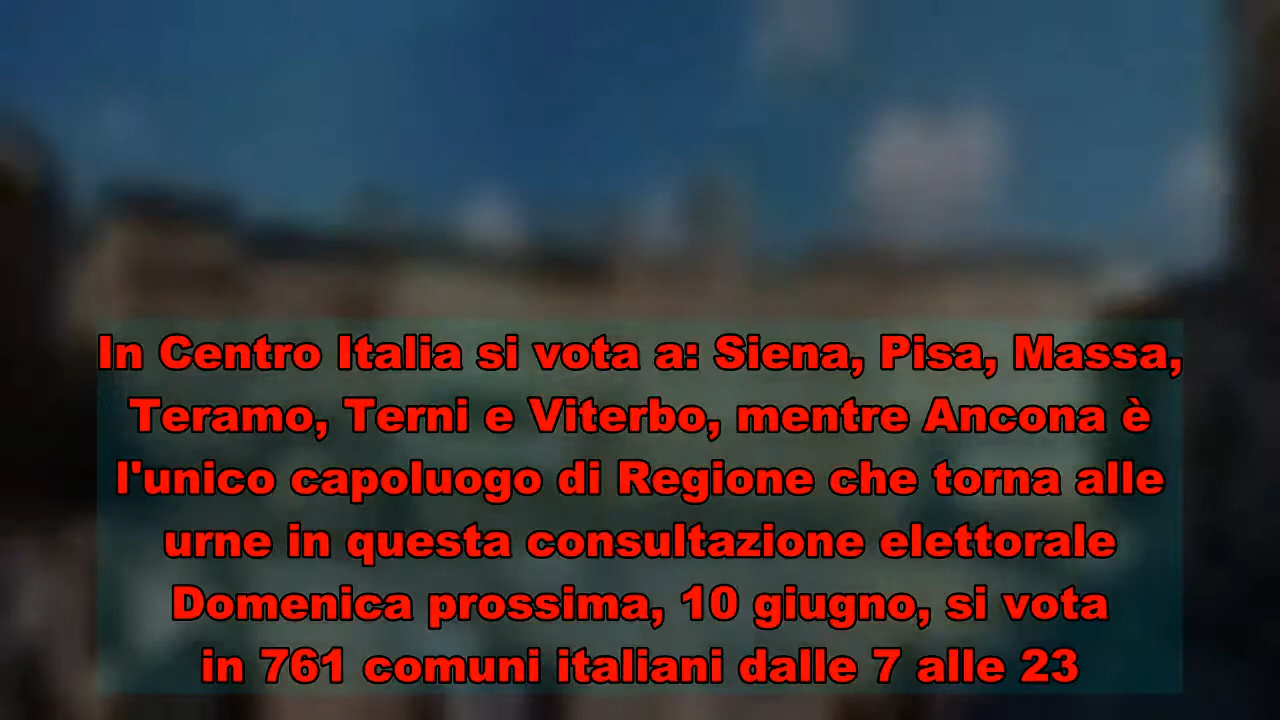 In Centro Italia si vota a: Siena, Pisa, Massa,
Teramo, Terni e Viterbo, mentre Ancona è
l'unico capoluogo di Regione che torna alle
urne in questa consultazione elettorale
Domenica prossima, 10 giugno, si vota
in 761 comuni italiani dalle 7 alle 23